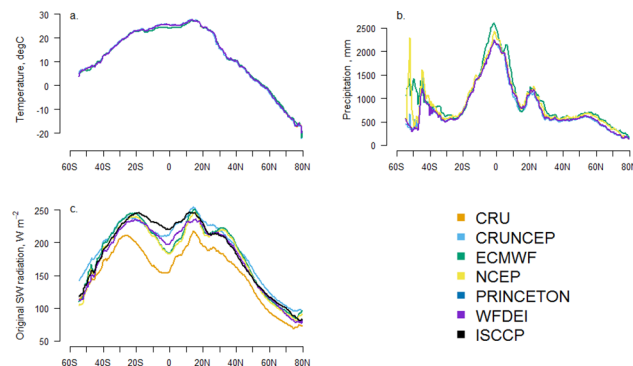 a.
Temperature, degC
30
20
10
0
-10
-20
60S 40S 20S 0 20N 40N 60N 80N
b.
Precipitation, mm
2500
2000
1500
1000
500
0
60S 40S 20S 0 20N 40N 60N 80N
c.
Original SW radiation, W m⁻²
250
200
150
100
50
60S 40S 20S 0 20N 40N 60N 80N
CRU
CRUNCEP
ECMWF
NCEP
PRINCETON
WFDEI
ISCCP